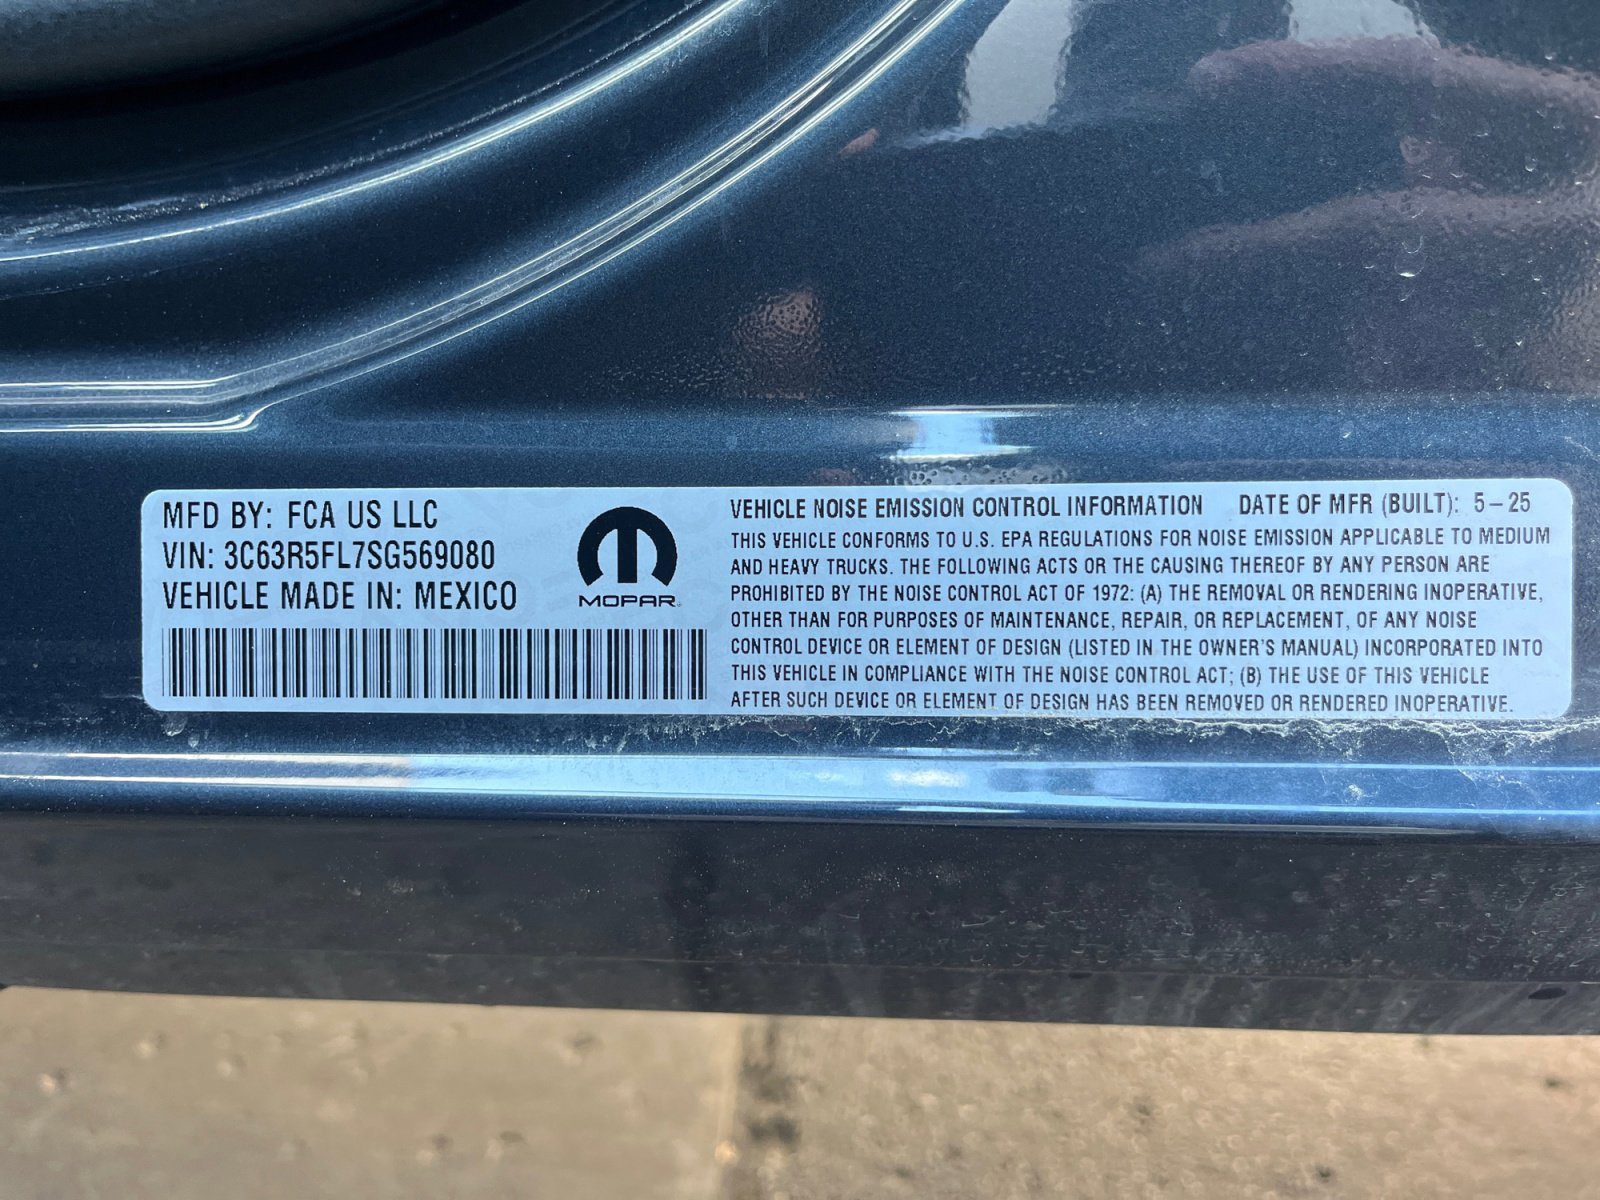 MFD BY: FCA US LLC
VIN: 3C63R5FL7SG569080
VEHICLE MADE IN: MEXICO
MOPAR
VEHICLE NOISE EMISSION CONTROL INFORMATION DATE OF MFR (BUILT): 5-25
THIS VEHICLE CONFORMS TO U.S. EPA REGULATIONS FOR NOISE EMISSION APPLICABLE TO MEDIUM
AND HEAVY TRUCKS. THE FOLLOWING ACTS OR THE CAUSING THEREOF BY ANY PERSON ARE
PROHIBITED BY THE NOISE CONTROL ACT OF 1972: (A) THE REMOVAL OR RENDERING INOPERATIVE,
OTHER THAN FOR PURPOSES OF MAINTENANCE, REPAIR, OR REPLACEMENT, OF ANY NOISE
CONTROL DEVICE OR ELEMENT OF DESIGN (LISTED IN THE OWNER'S MANUAL) INCORPORATED INTO
THIS VEHICLE IN COMPLIANCE WITH THE NOISE CONTROL ACT; (B) THE USE OF THIS VEHICLE
AFTER SUCH DEVICE OR ELEMENT OF DESIGN HAS BEEN REMOVED OR RENDERED INOPERATIVE.